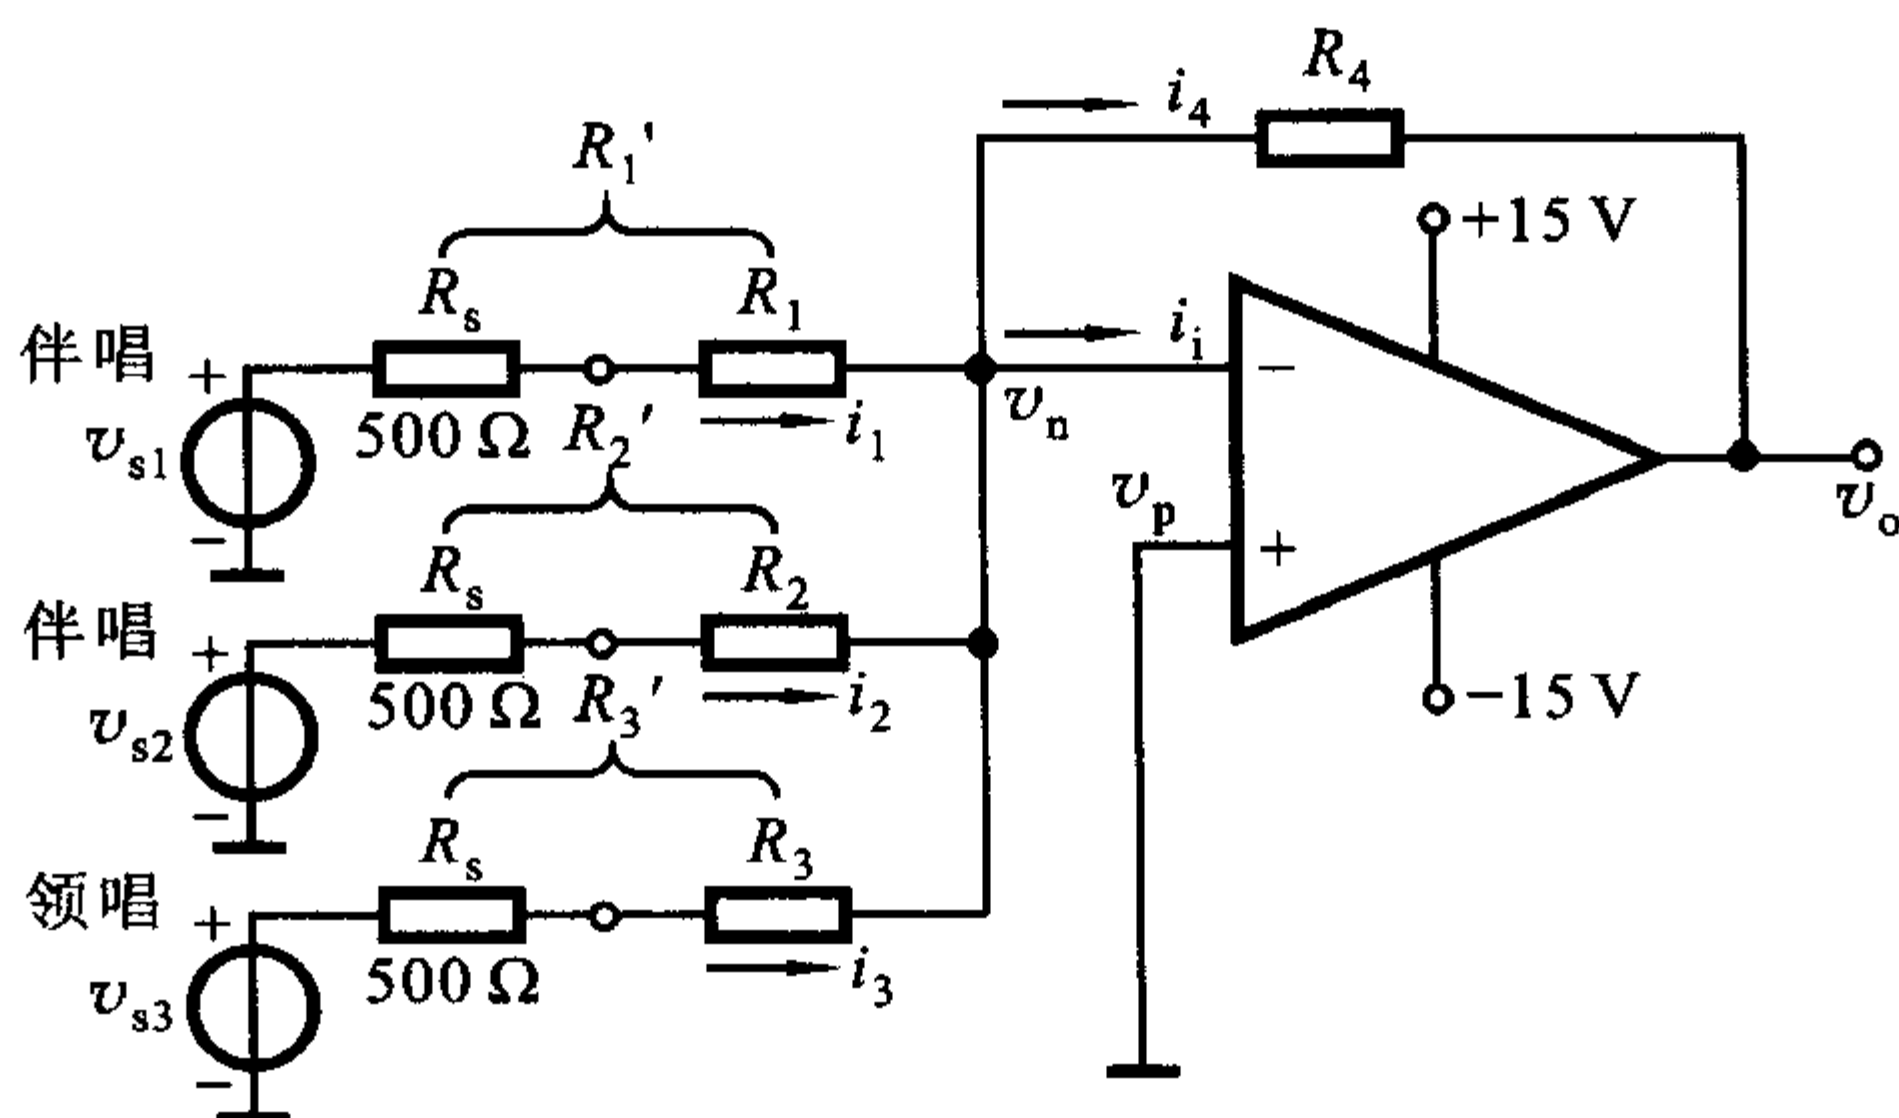 R₄
i₄
R₁'
+15 V
Rₛ R₁
伴唱 + iᵢ −
vₛ₁ 500 Ω R₂' i₁ vₙ
− vₚ vₒ
Rₛ R₂ +
伴唱 +
vₛ₂ 500 Ω R₃' i₂ −15 V
−
Rₛ R₃
领唱 +
vₛ₃ 500 Ω i₃
−